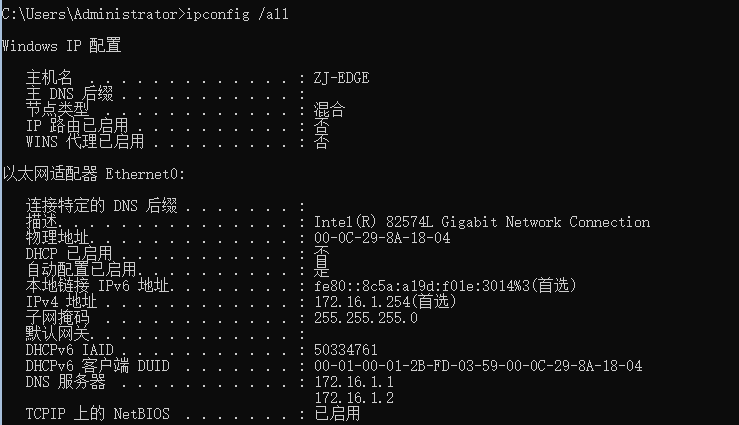 C:\Users\Administrator>ipconfig /all
Windows IP 配置
主机名 . . . . . . . . . . . . . : ZJ-EDGE
主 DNS 后缀 . . . . . . . . . . . :
节点类型 . . . . . . . . . . . . : 混合
IP 路由已启用 . . . . . . . . . . : 否
WINS 代理已启用 . . . . . . . . . : 否
以太网适配器 Ethernet0:
连接特定的 DNS 后缀 . . . . . . . :
描述. . . . . . . . . . . . . . . : Intel(R) 82574L Gigabit Network Connection
物理地址. . . . . . . . . . . . . : 00-0C-29-8A-18-04
DHCP 已启用 . . . . . . . . . . . : 否
自动配置已启用. . . . . . . . . . : 是
本地链接 IPv6 地址. . . . . . . . : fe80::8c5a:a19d:f01e:3014%3(首选)
IPv4 地址 . . . . . . . . . . . . : 172.16.1.254(首选)
子网掩码 . . . . . . . . . . . . : 255.255.255.0
默认网关. . . . . . . . . . . . . :
DHCPv6 IAID . . . . . . . . . . . : 50334761
DHCPv6 客户端 DUID . . . . . . . : 00-01-00-01-2B-FD-03-59-00-0C-29-8A-18-04
DNS 服务器 . . . . . . . . . . . : 172.16.1.1
172.16.1.2
TCPIP 上的 NetBIOS . . . . . . . : 已启用